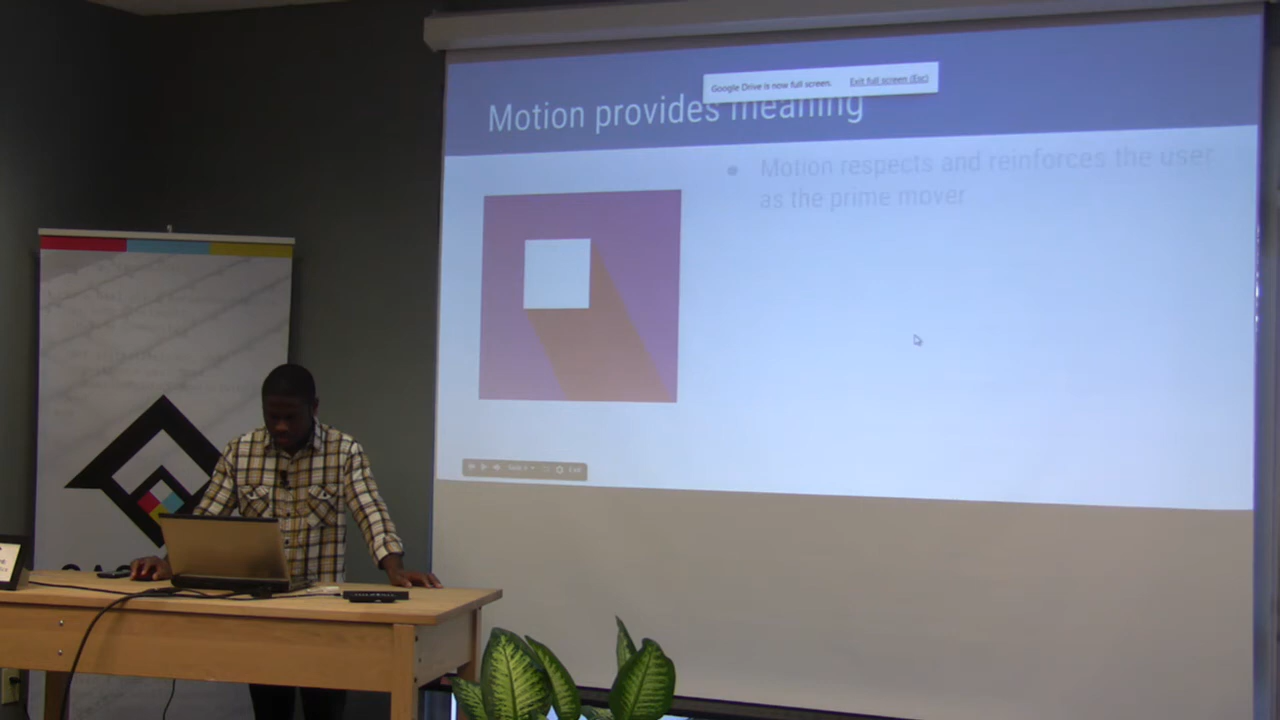 Google Drive is now full screen. Exit full screen (Esc)
Motion provides meaning
Motion respects and reinforces the user
as the prime mover